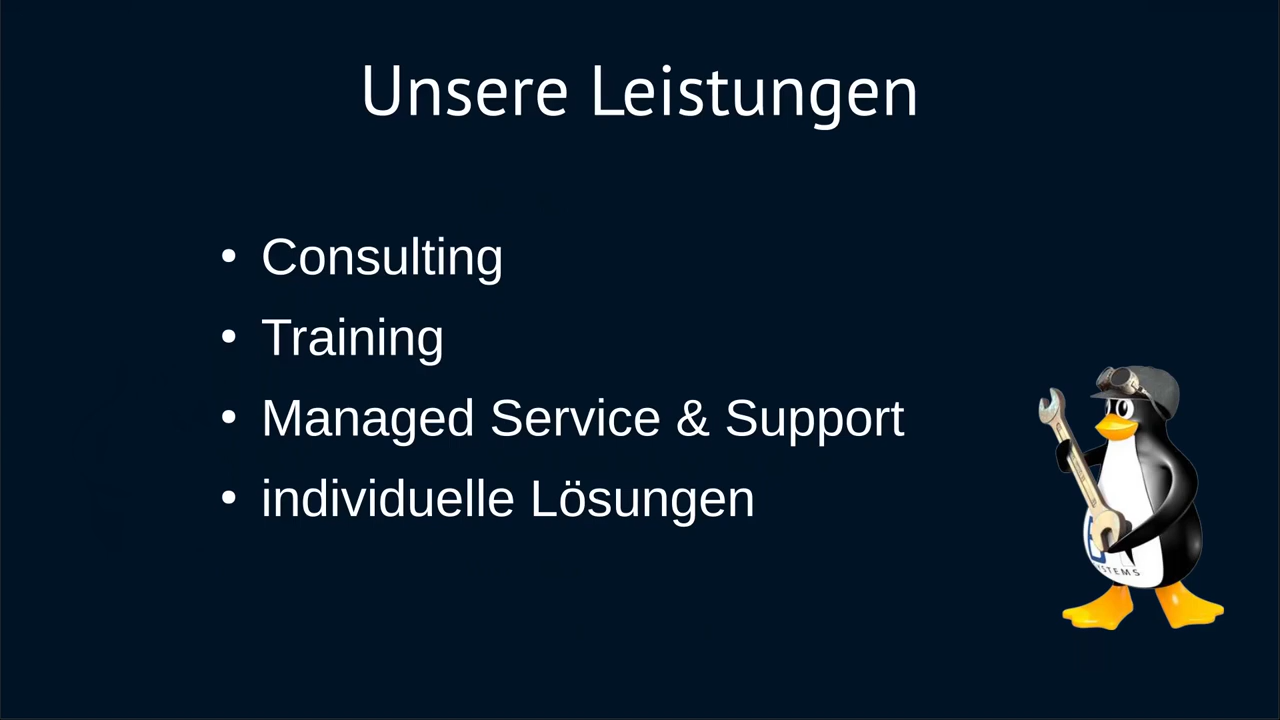 Unsere Leistungen
• Consulting
• Training
• Managed Service & Support
• individuelle Lösungen